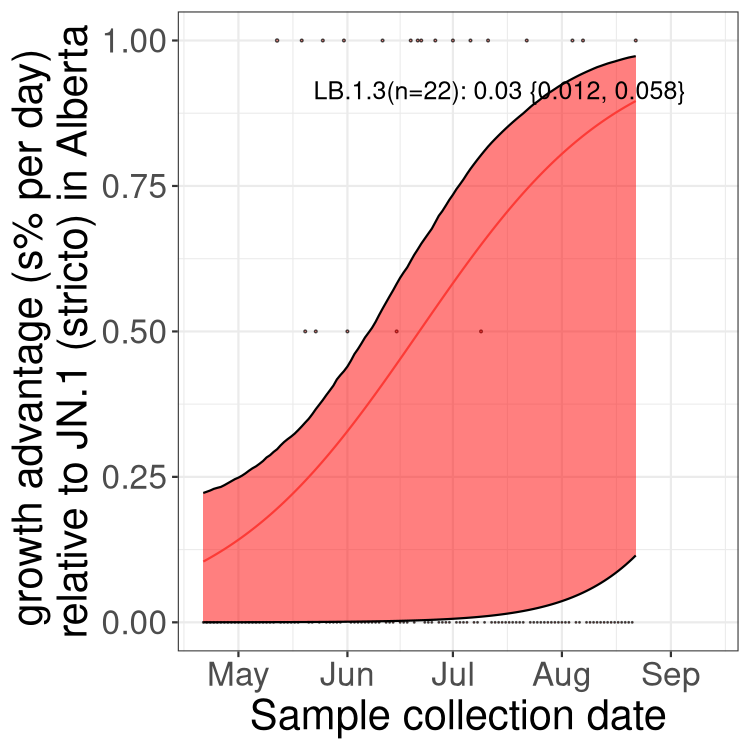 growth advantage (s% per day)
relative to JN.1 (stricto) in Alberta
1.00
0.75
0.50
0.25
0.00
LB.1.3(n=22): 0.03 {0.012, 0.058}
May Jun Jul Aug Sep
Sample collection date